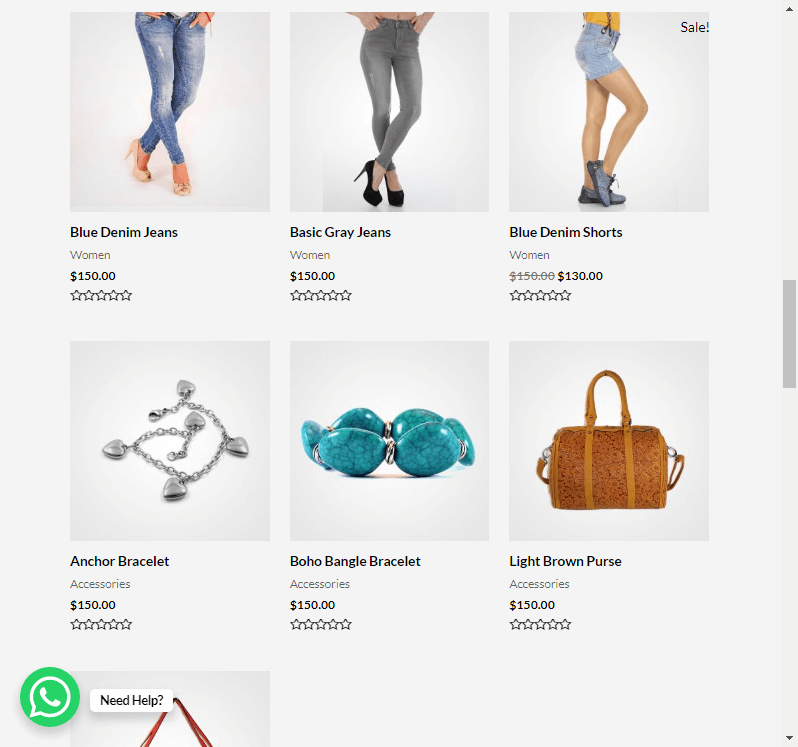 Sale!
Blue Denim Jeans
Women
$150.00
Basic Gray Jeans
Women
$150.00
Blue Denim Shorts
Women
$150.00 $130.00
Anchor Bracelet
Accessories
$150.00
Boho Bangle Bracelet
Accessories
$150.00
Light Brown Purse
Accessories
$150.00
Need Help?